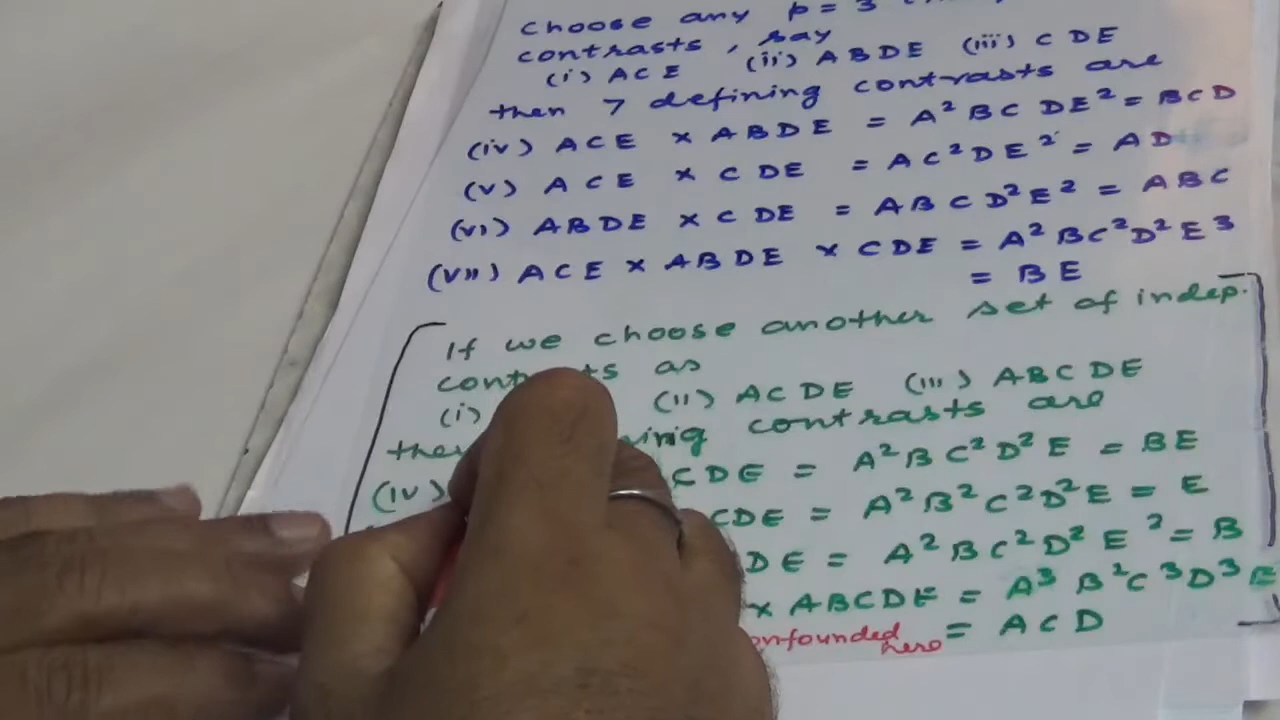 choose any p = 3
contrasts, say
(i) ACE (ii) ABDE (iii) CDE
then 7 defining contrasts are
(iv) ACE × ABDE = A²BCDE² = BCD
(v) ACE × CDE = AC²DE² = AD
(vi) ABDE × CDE = ABCD²E² = ABC
(vii) ACE × ABDE × CDE = A²BC²D²E³
= BE
If we choose another set of indep.
as
(i) (ii) ACDE (iii) ABCDE
contrasts are
(iv) CDE = A²BC²D²E = BE
CDE = A²B²C²D²E = E
DE = A²BC²D²E² = B
× ABCDE = A³B²C³D³E
confounded here = ACD